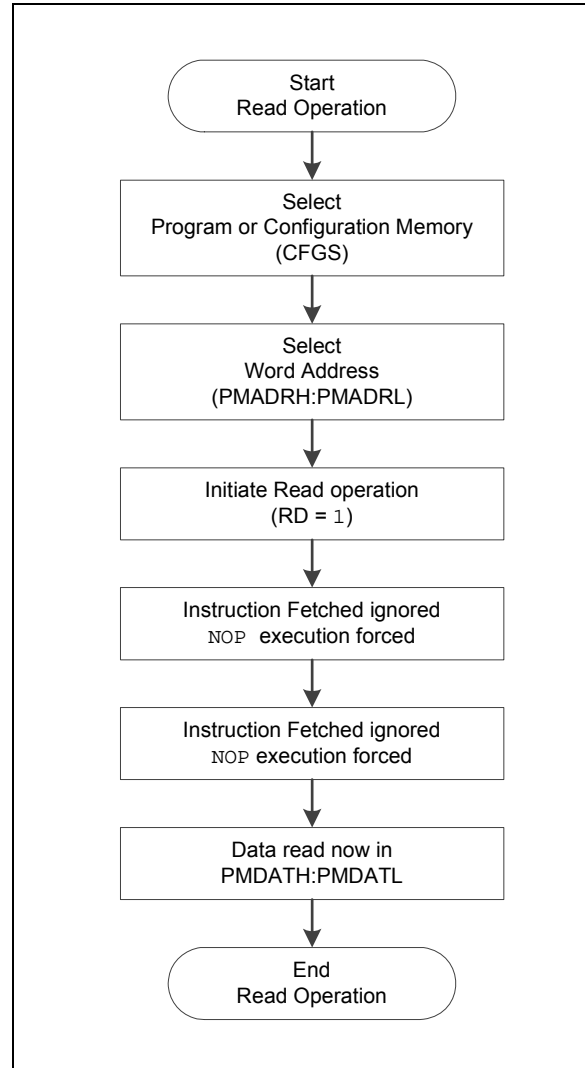 Start
Read Operation
Select
Program or Configuration Memory
(CFGS)
Select
Word Address
(PMADRH:PMADRL)
Initiate Read operation
(RD = 1)
Instruction Fetched ignored
NOP execution forced
Instruction Fetched ignored
NOP execution forced
Data read now in
PMDATH:PMDATL
End
Read Operation